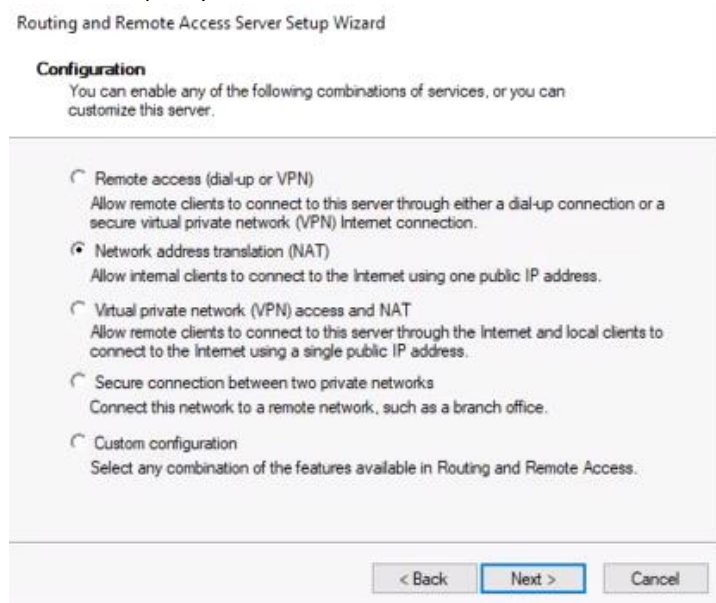 Routing and Remote Access Server Setup Wizard
Configuration
You can enable any of the following combinations of services, or you can
customize this server.
Remote access (dial-up or VPN)
Allow remote clients to connect to this server through either a dial-up connection or a
secure virtual private network (VPN) Internet connection.
Network address translation (NAT)
Allow internal clients to connect to the Internet using one public IP address.
Virtual private network (VPN) access and NAT
Allow remote clients to connect to this server through the Internet and local clients to
connect to the Internet using a single public IP address.
Secure connection between two private networks
Connect this network to a remote network, such as a branch office.
Custom configuration
Select any combination of the features available in Routing and Remote Access.
< Back Next > Cancel